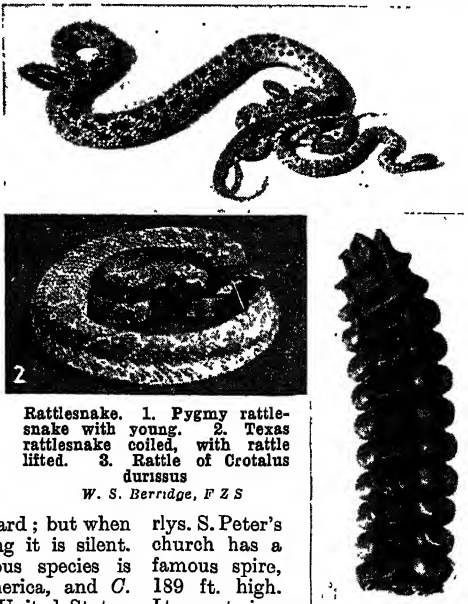 2
Rattlesnake. 1. Pygmy rattle-
snake with young. 2. Texas
rattlesnake coiled, with rattle
lifted. 3. Rattle of Crotalus
durissus
W. S. Berridge, F Z S
ard ; but when
ng it is silent.
ous species is
merica, and C.
rlys. S. Peter's
church has a
famous spire,
189 ft. high.